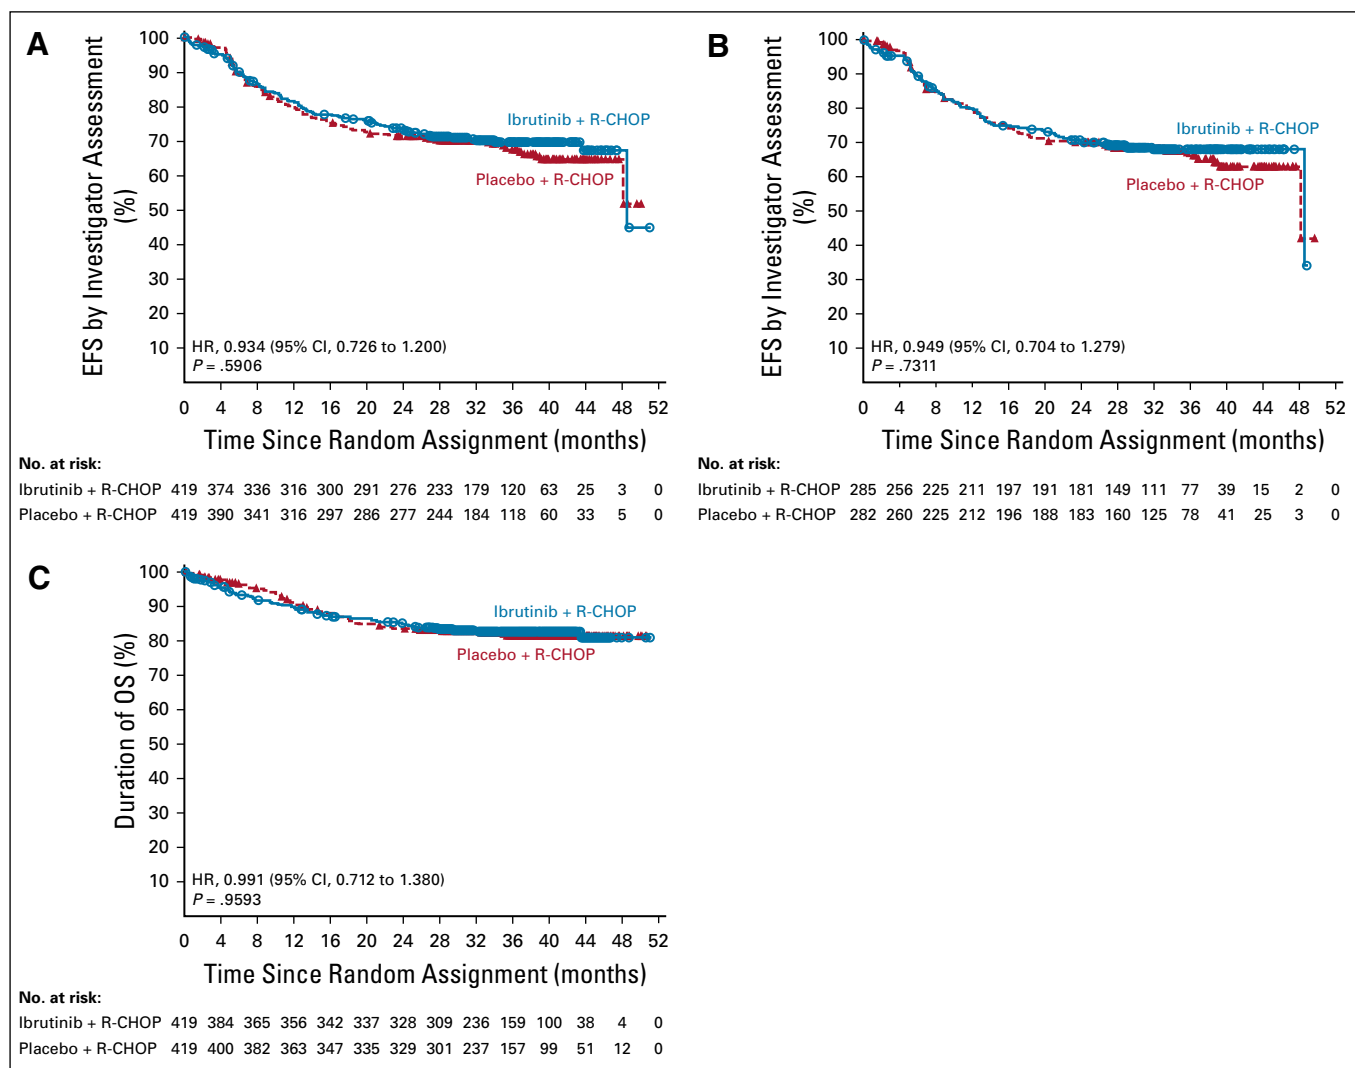 A
EFS by Investigator Assessment
(%)
100
90
80
70
60
50
40
30
20
10
Ibrutinib + R-CHOP
Placebo + R-CHOP
HR, 0.934 (95% CI, 0.726 to 1.200)
P = .5906
0 4 8 12 16 20 24 28 32 36 40 44 48 52
Time Since Random Assignment (months)
No. at risk:
Ibrutinib + R-CHOP 419 374 336 316 300 291 276 233 179 120 63 25 3 0
Placebo + R-CHOP 419 390 341 316 297 286 277 244 184 118 60 33 5 0
B
EFS by Investigator Assessment
(%)
100
90
80
70
60
50
40
30
20
10
Ibrutinib + R-CHOP
Placebo + R-CHOP
HR, 0.949 (95% CI, 0.704 to 1.279)
P = .7311
0 4 8 12 16 20 24 28 32 36 40 44 48 52
Time Since Random Assignment (months)
No. at risk:
Ibrutinib + R-CHOP 285 256 225 211 197 191 181 149 111 77 39 15 2 0
Placebo + R-CHOP 282 260 225 212 196 188 183 160 125 78 41 25 3 0
C
Duration of OS (%)
100
90
80
70
60
50
40
30
20
10
Ibrutinib + R-CHOP
Placebo + R-CHOP
HR, 0.991 (95% CI, 0.712 to 1.380)
P = .9593
0 4 8 12 16 20 24 28 32 36 40 44 48 52
Time Since Random Assignment (months)
No. at risk:
Ibrutinib + R-CHOP 419 384 365 356 342 337 328 309 236 159 100 38 4 0
Placebo + R-CHOP 419 400 382 363 347 335 329 301 237 157 99 51 12 0